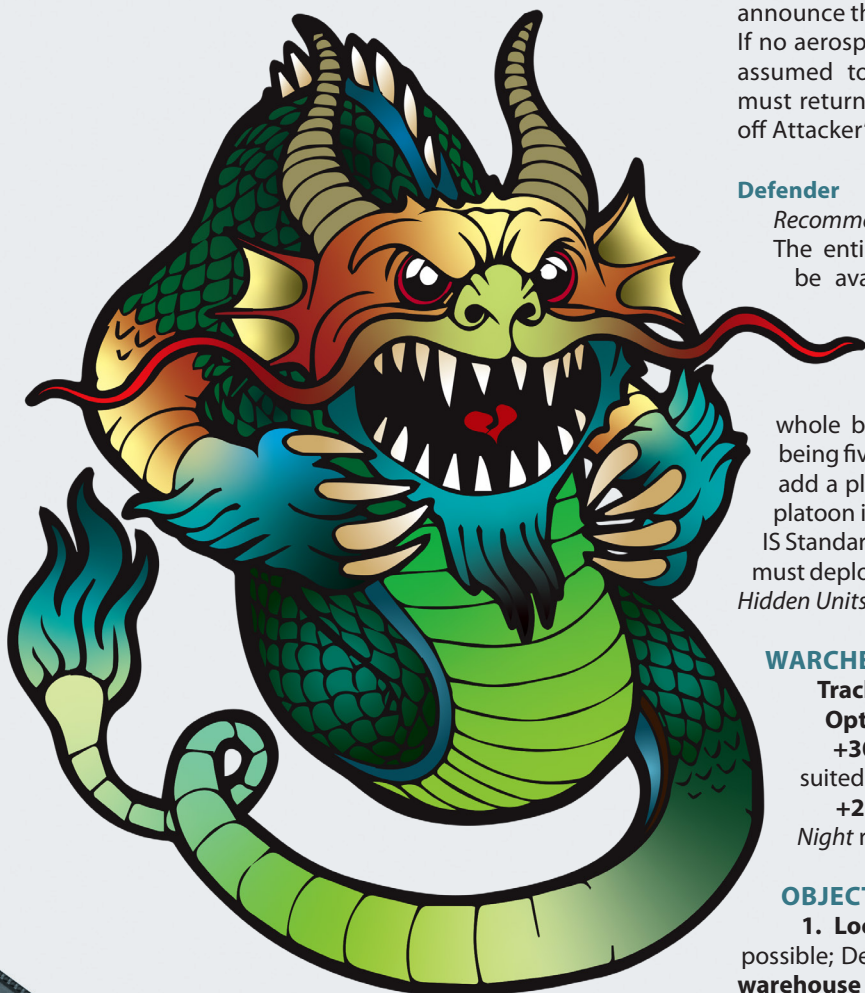 announce th
If no aerosp
assumed to
must return
off Attacker'
Defender
Recomme
The enti
be ava
whole b
being fiv
add a pl
platoon i
IS Standar
must deplo
Hidden Units
WARCHE
Trac
Opt
+30
suited
+2
Night r
OBJECT
1. Loo
possible; De
warehouse